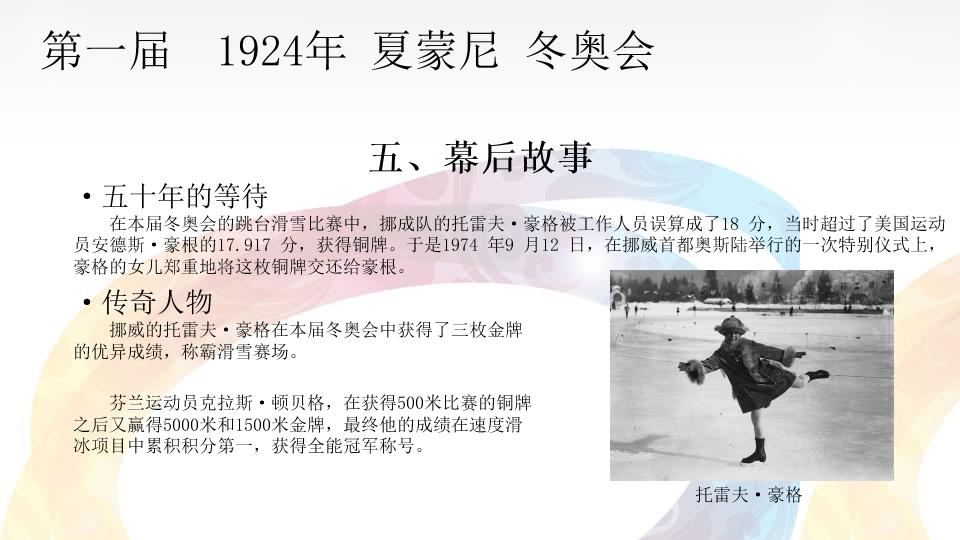 第一届  1924年 夏蒙尼 冬奥会
五、幕后故事
• 五十年的等待
在本届冬奥会的跳台滑雪比赛中，挪成队的托雷夫·豪格被工作人员误算成了18 分，当时超过了美国运动
员安德斯·豪根的17.917 分，获得铜牌。于是1974 年9 月12 日，在挪威首都奥斯陆举行的一次特别仪式上，
豪格的女儿郑重地将这枚铜牌交还给豪根。
• 传奇人物
挪威的托雷夫·豪格在本届冬奥会中获得了三枚金牌
的优异成绩，称霸滑雪赛场。
芬兰运动员克拉斯·顿贝格，在获得500米比赛的铜牌
之后又赢得5000米和1500米金牌，最终他的成绩在速度滑
冰项目中累积积分第一，获得全能冠军称号。
托雷夫·豪格